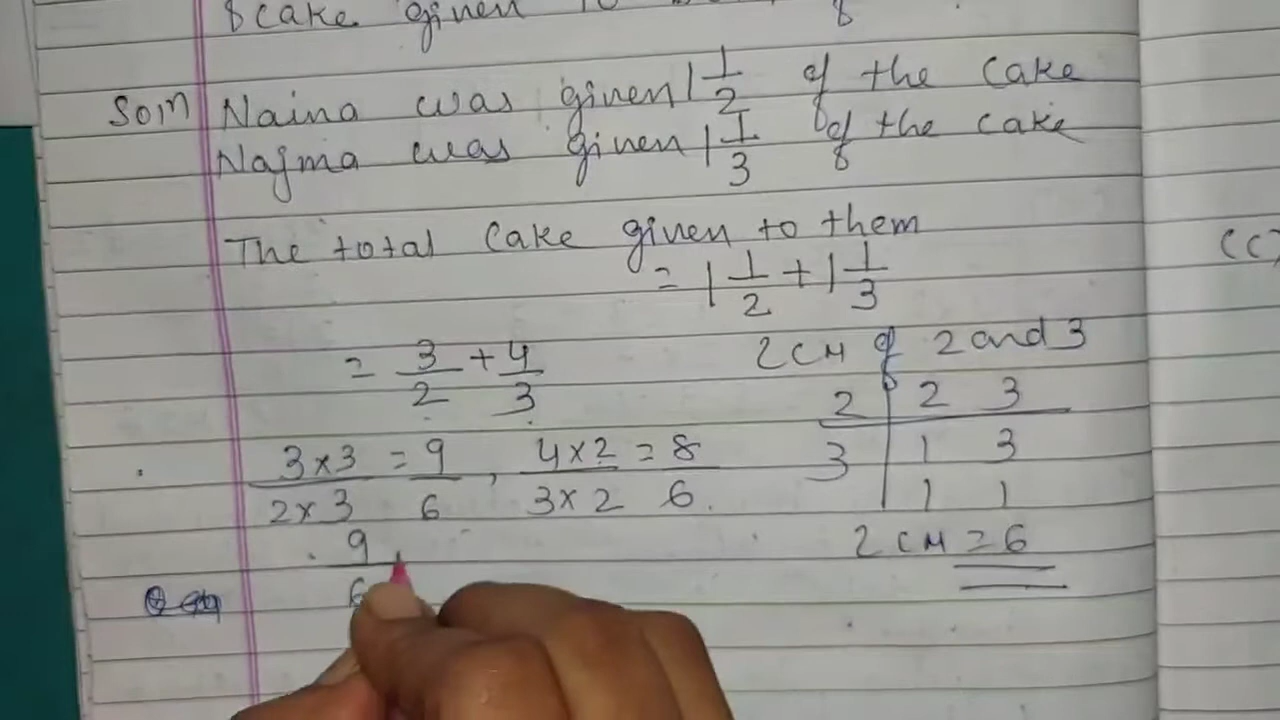 cake given
Soln Naina was given 1 1/2 of the cake
Najma was given 1 1/3 of the cake
The total cake given to them
= 1 1/2 + 1 1/3
(C)
= 3/2 + 4/3
LCM of 2 and 3
2 | 2 3
3 | 1 3
1 1
3×3/2×3 = 9/6, 4×2/3×2 = 8/6.
LCM = 6
9/6